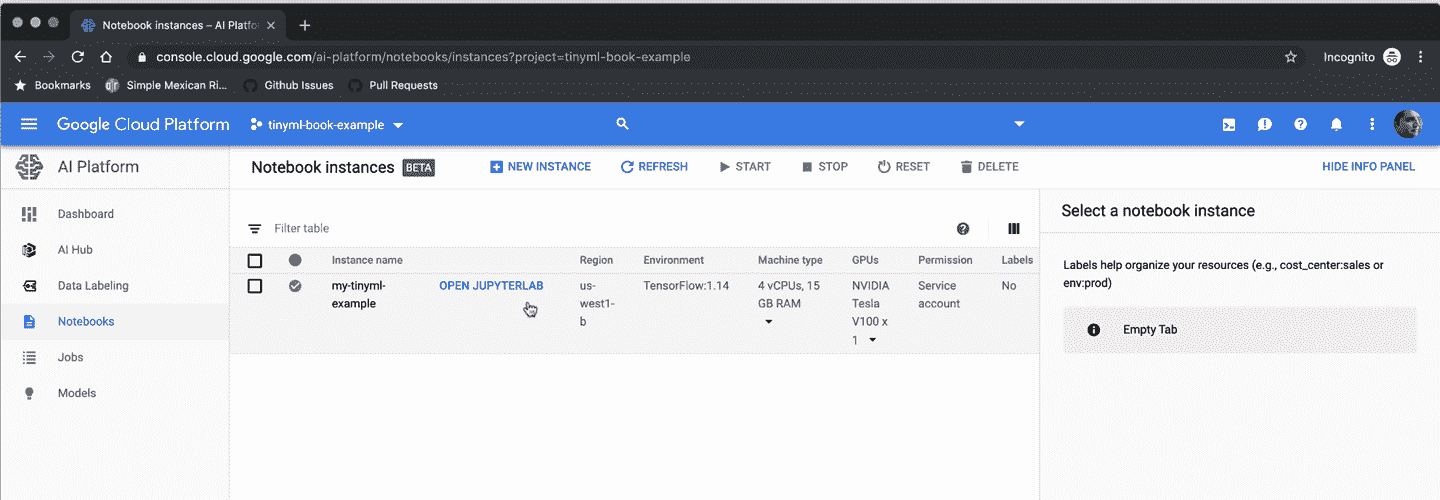 Notebook instances – AI Platfo
console.cloud.google.com/ai-platform/notebooks/instances?project=tinyml-book-example
Incognito
Bookmarks
Simple Mexican Ri...
Github Issues
Pull Requests
Google Cloud Platform
tinyml-book-example
AI Platform
Notebook instances BETA
NEW INSTANCE
REFRESH
START
STOP
RESET
DELETE
HIDE INFO PANEL
Dashboard
AI Hub
Data Labeling
Notebooks
Jobs
Models
Filter table
Instance name
Region
Environment
Machine type
GPUs
Permission
Labels
my-tinyml-
example
OPEN JUPYTERLAB
us-
west1-
b
TensorFlow:1.14
4 vCPUs, 15
GB RAM
NVIDIA
Tesla
V100 x
1
Service
account
No
Select a notebook instance
Labels help organize your resources (e.g., cost_center:sales or
env:prod)
Empty Tab